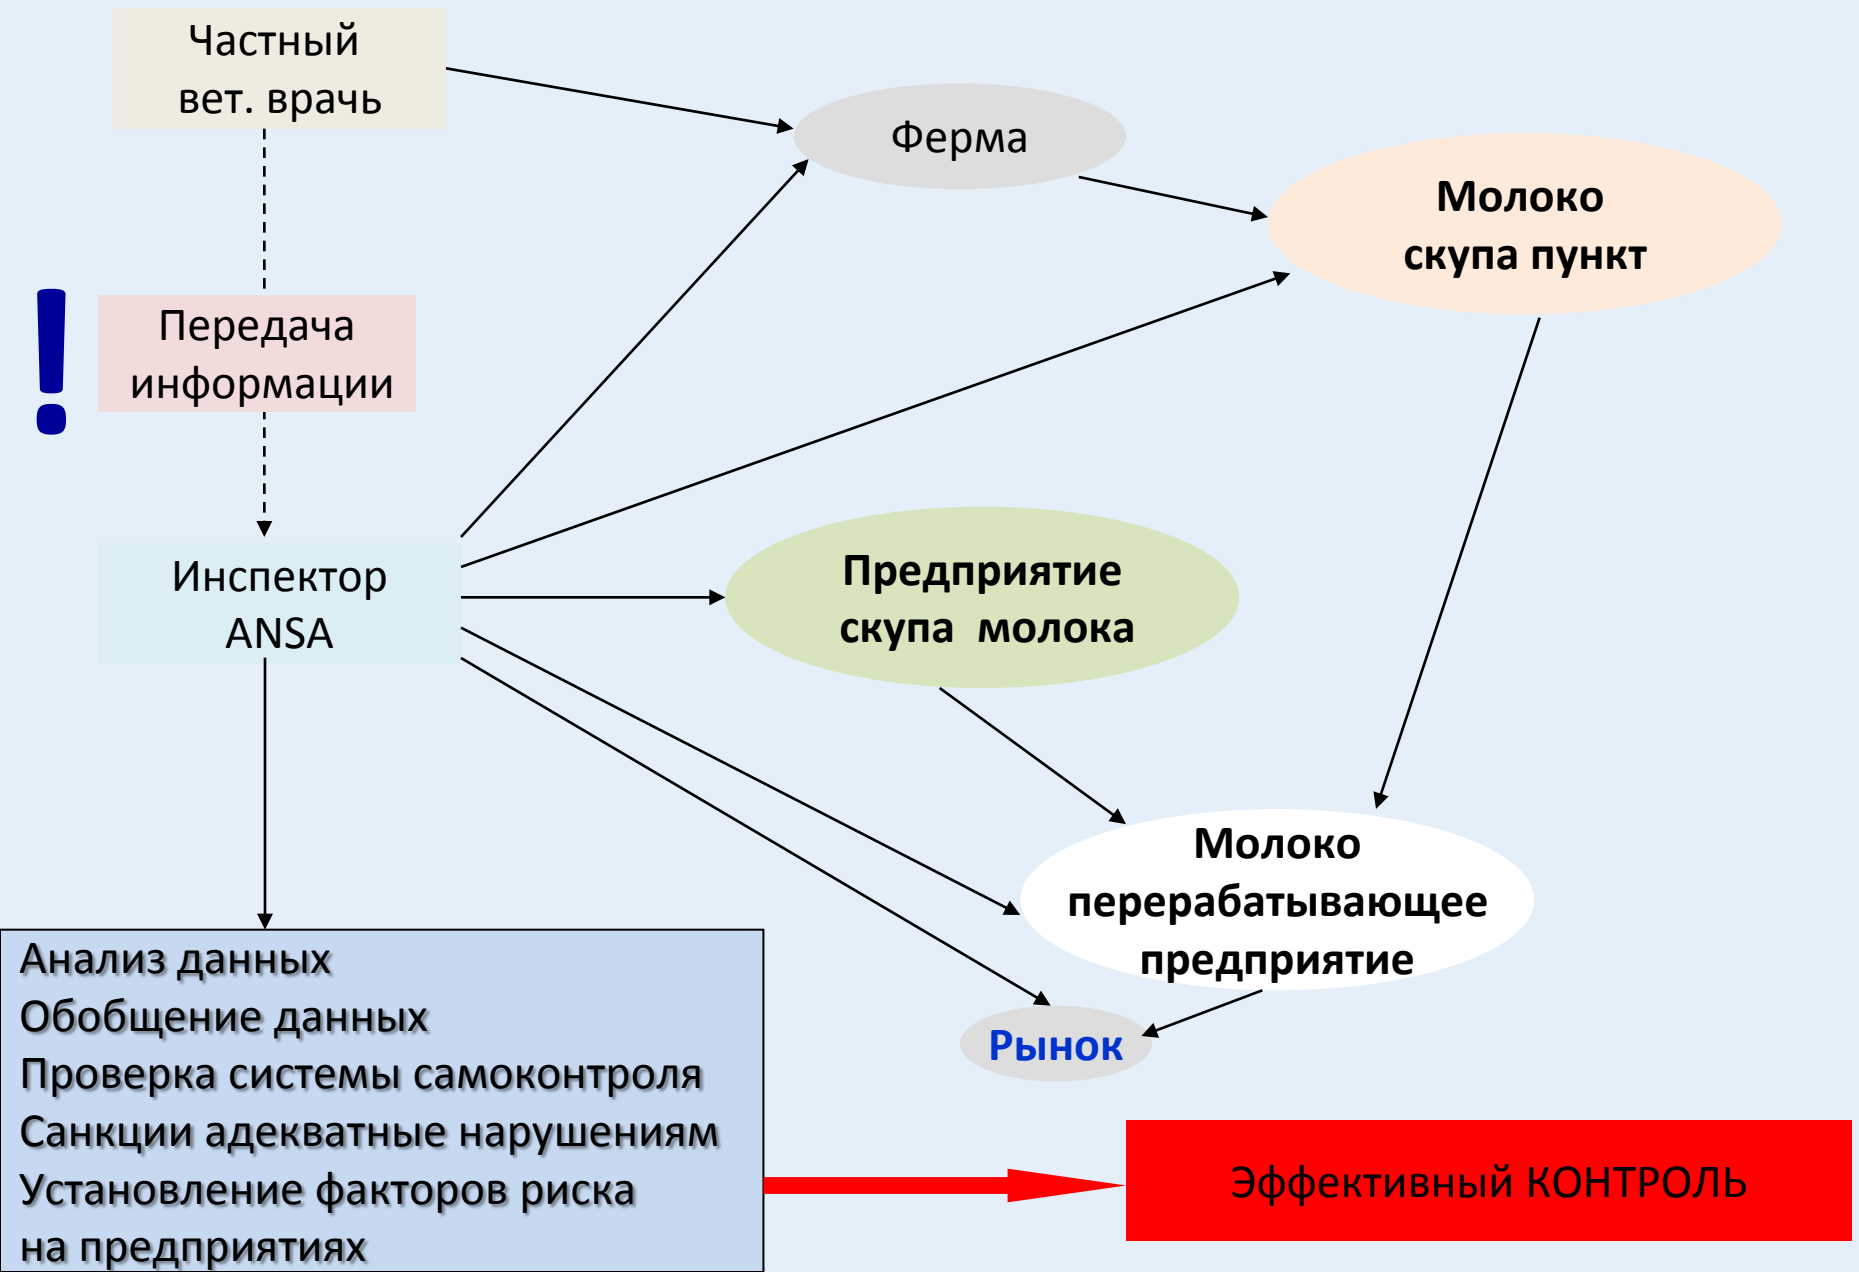 Частный
вет. врачь
Ферма
Молоко
скупа пункт
!
Передача
информации
Инспектор
ANSA
Предприятие
скупа молока
Молоко
перерабатывающее
предприятие
Рынок
Анализ данных
Обобщение данных
Проверка системы самоконтроля
Санкции адекватные нарушениям
Установление факторов риска
на предприятиях
Эффективный КОНТРОЛЬ